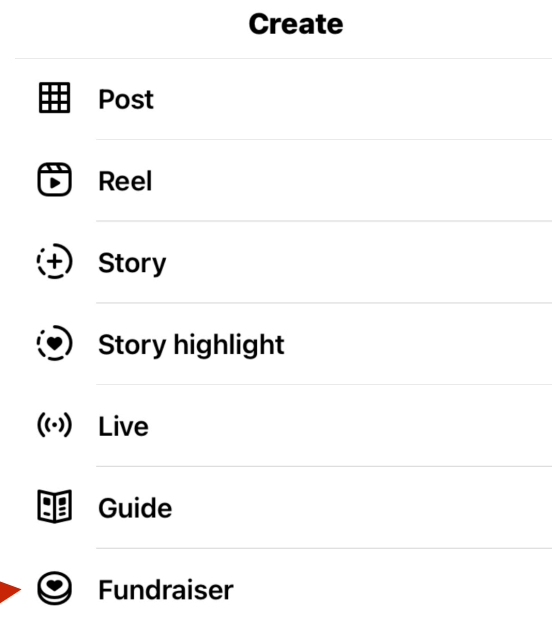 Create
Post
Reel
Story
Story highlight
Live
Guide
Fundraiser